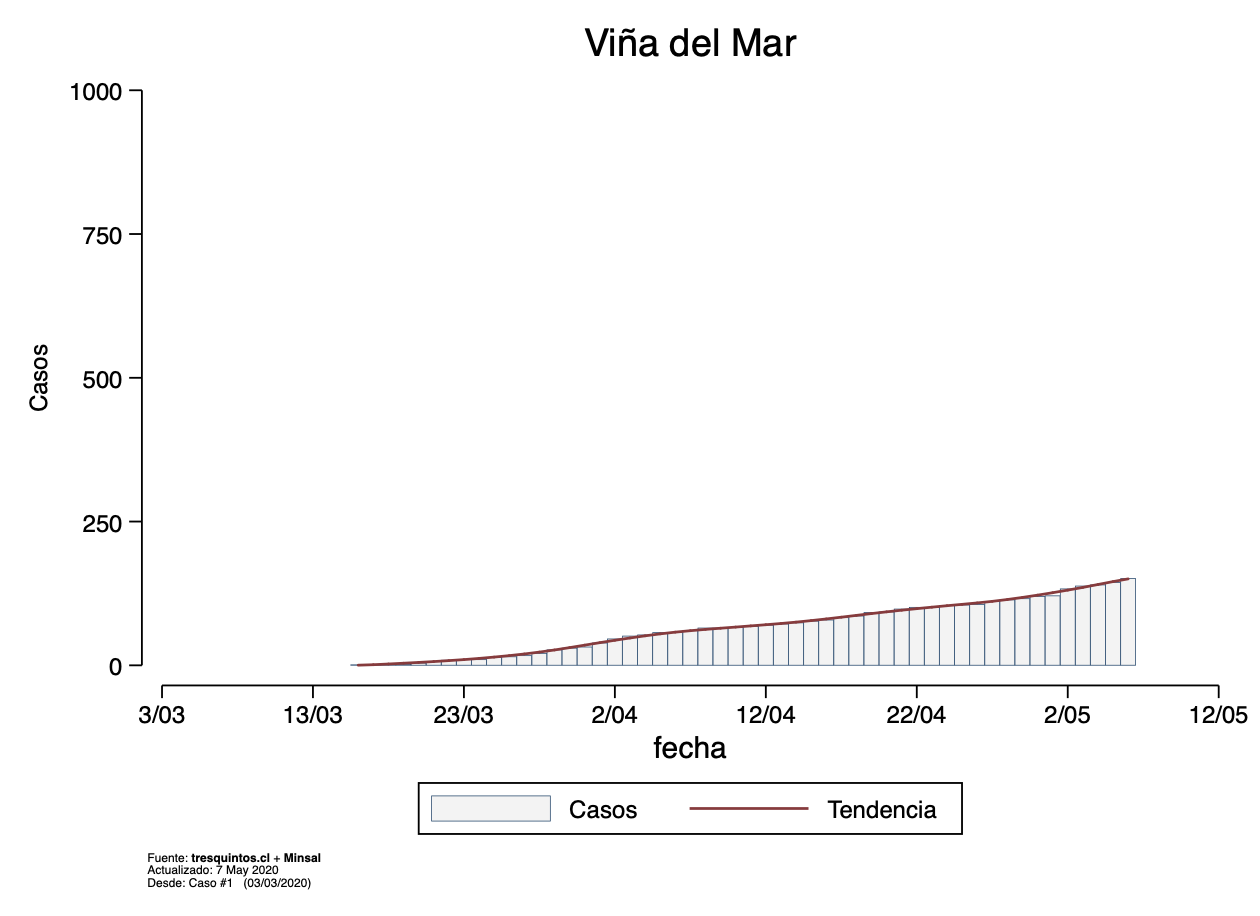 Viña del Mar
1000
750
500
250
0
Casos
3/03 13/03 23/03 2/04 12/04 22/04 2/05 12/05
fecha
Casos Tendencia
Fuente: tresquintos.cl + Minsal
Actualizado: 7 May 2020
Desde: Caso #1 (03/03/2020)